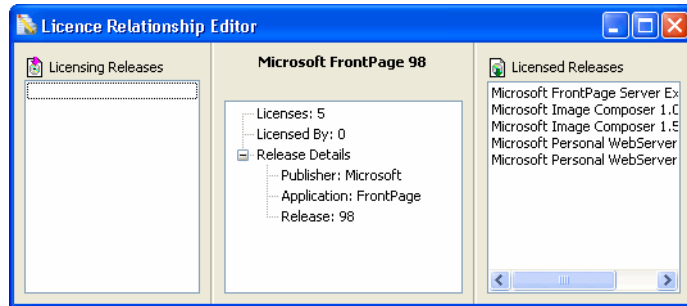 Licence Relationship Editor
Licensing Releases
Microsoft FrontPage 98
Licenses: 5
Licensed By: 0
Release Details
Publisher: Microsoft
Application: FrontPage
Release: 98
Licensed Releases
Microsoft FrontPage Server Ex
Microsoft Image Composer 1.0
Microsoft Image Composer 1.5
Microsoft Personal WebServer
Microsoft Personal WebServer